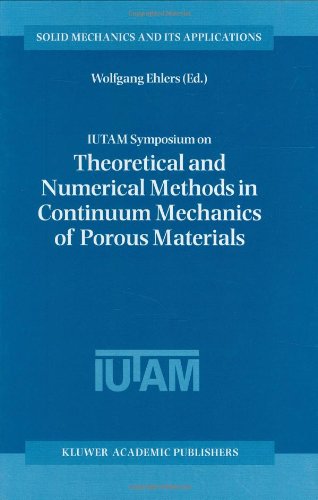 SOLID MECHANICS AND ITS APPLICATIONS
Wolfgang Ehlers (Ed.)
IUTAM Symposium on
Theoretical and
Numerical Methods in
Continuum Mechanics
of Porous Materials
IUTAM
KLUWER ACADEMIC PUBLISHERS